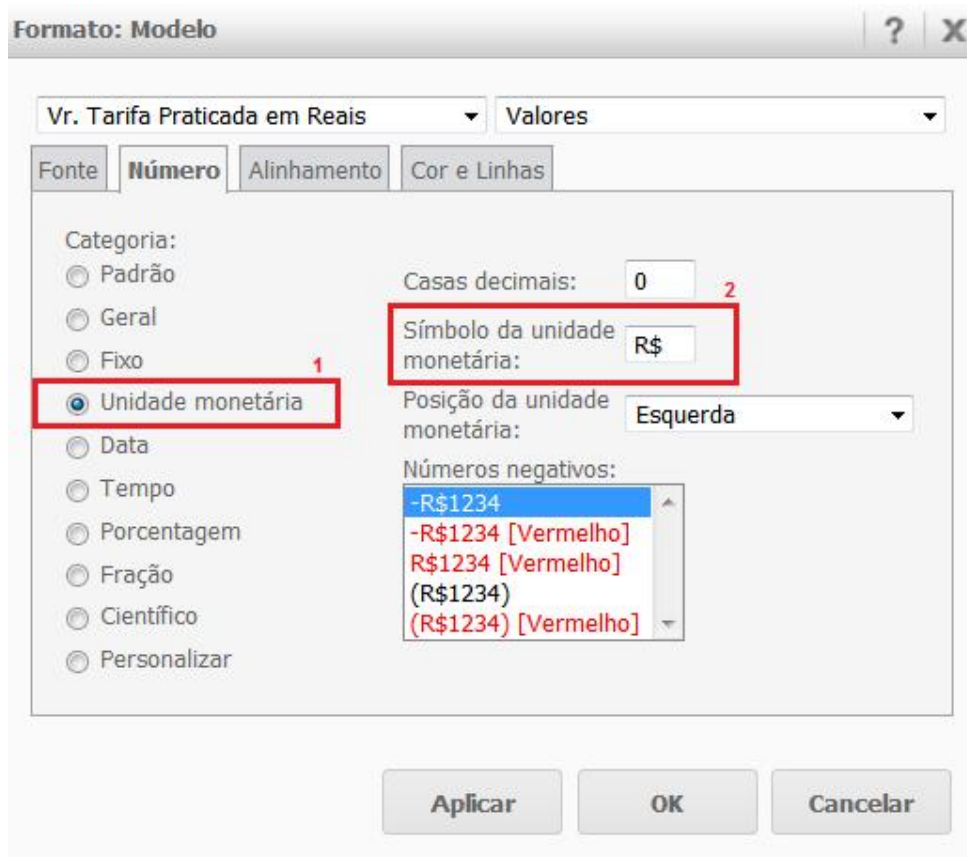 Formato: Modelo ? X
Vr. Tarifa Praticada em Reais Valores
Fonte Número Alinhamento Cor e Linhas
Categoria:
Padrão
Geral
Fixo
1
Unidade monetária
Data
Tempo
Porcentagem
Fração
Científico
Personalizar
Casas decimais: 0
2
Símbolo da unidade
monetária: R$
Posição da unidade
monetária: Esquerda
Números negativos:
-R$1234
-R$1234 [Vermelho]
R$1234 [Vermelho]
(R$1234)
(R$1234) [Vermelho]
Aplicar OK Cancelar